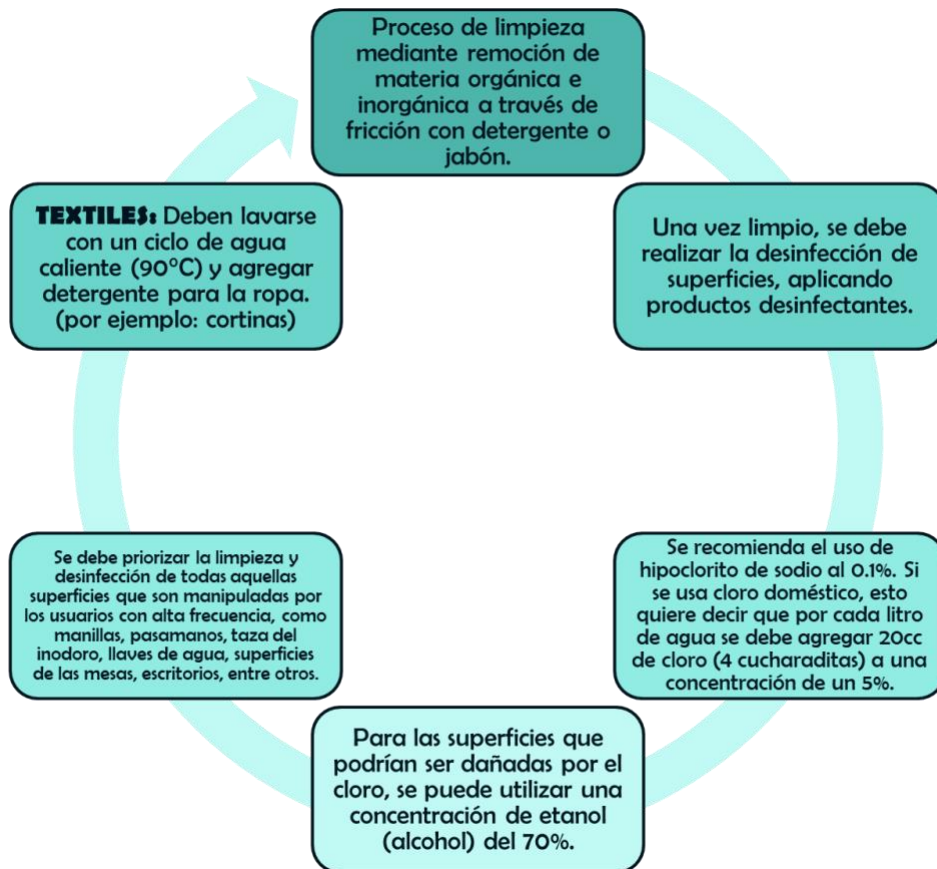 Proceso de limpieza
mediante remoción de
materia orgánica e
inorgánica a través de
fricción con detergente o
jabón.
Una vez limpio, se debe
realizar la desinfección de
superficies, aplicando
productos desinfectantes.
Se recomienda el uso de
hipoclorito de sodio al 0.1%. Si
se usa cloro doméstico, esto
quiere decir que por cada litro
de agua se debe agregar 20cc
de cloro (4 cucharaditas) a una
concentración de un 5%.
Para las superficies que
podrían ser dañadas por el
cloro, se puede utilizar una
concentración de etanol
(alcohol) del 70%.
Se debe priorizar la limpieza y
desinfección de todas aquellas
superficies que son manipuladas por
los usuarios con alta frecuencia, como
manillas, pasamanos, taza del
inodoro, llaves de agua, superficies
de las mesas, escritorios, entre otros.
TEXTILES: Deben lavarse
con un ciclo de agua
caliente (90°C) y agregar
detergente para la ropa.
(por ejemplo: cortinas)